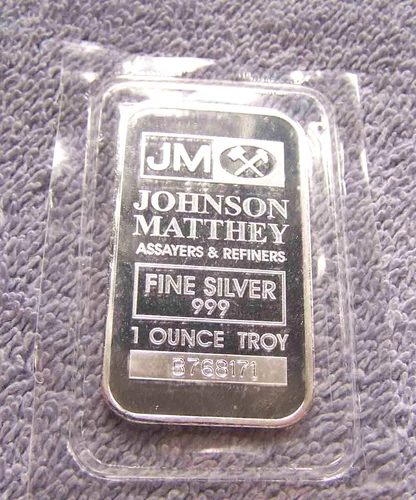 JM
JOHNSON
MATTHEY
ASSAYERS & REFINERS
FINE SILVER
999
1 OUNCE TROY
B768171